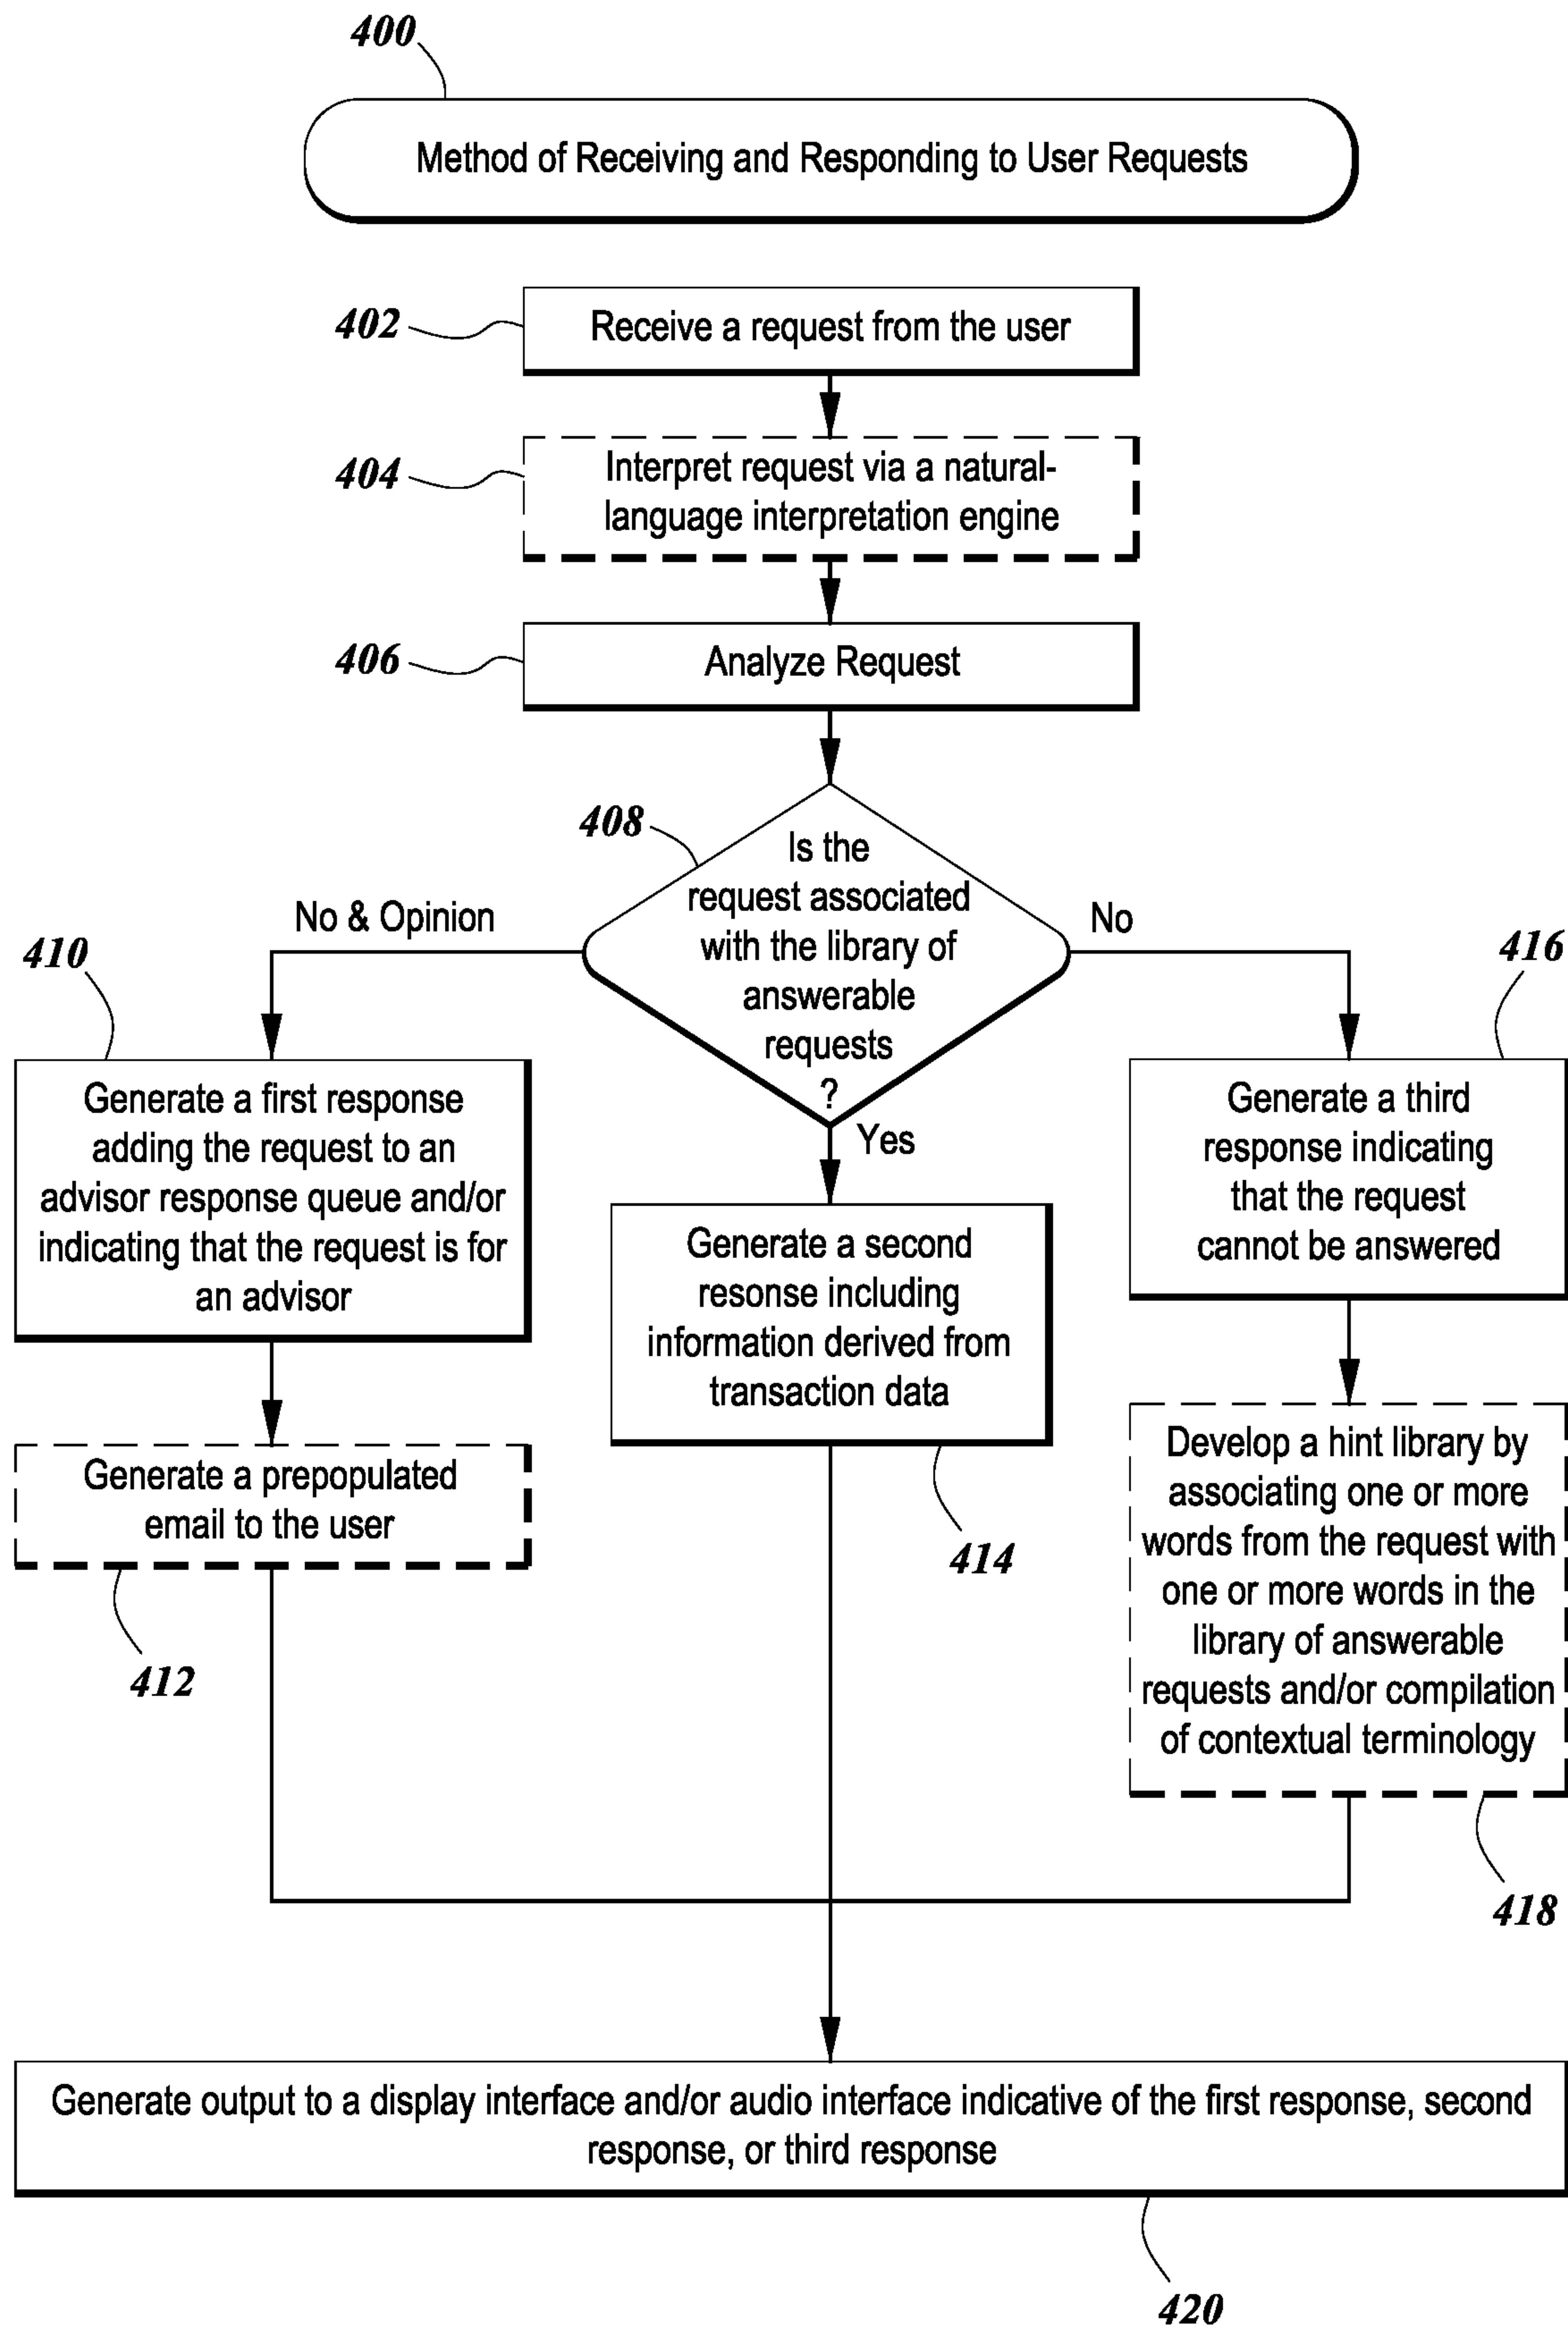 400
Method of Receiving and Responding to User Requests
402
Receive a request from the user
404
Interpret request via a natural-
language interpretation engine
406
Analyze Request
408
Is the
request associated
with the library of
answerable
requests
?
No & Opinion
No
Yes
410
Generate a first response
adding the request to an
advisor response queue and/or
indicating that the request is for
an advisor
412
Generate a prepopulated
email to the user
414
Generate a second
resonse including
information derived from
transaction data
416
Generate a third
response indicating
that the request
cannot be answered
418
Develop a hint library by
associating one or more
words from the request with
one or more words in the
library of answerable
requests and/or compilation
of contextual terminology
Generate output to a display interface and/or audio interface indicative of the first response, second
response, or third response
420